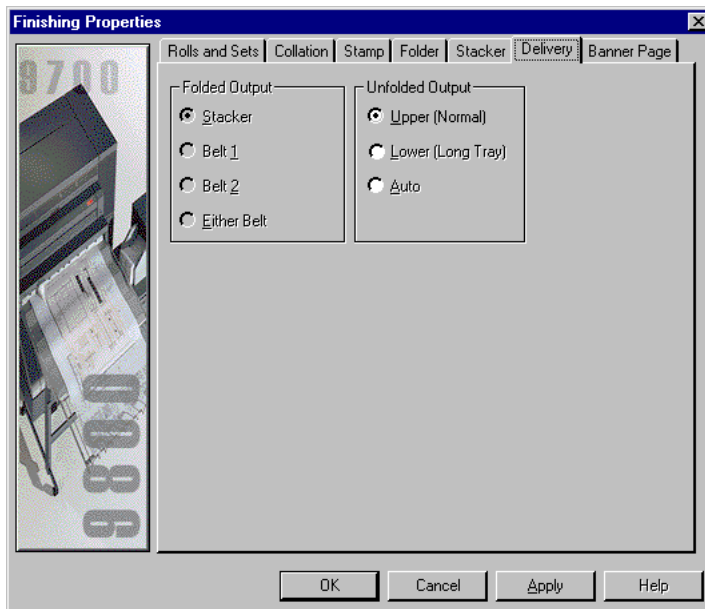 Finishing Properties
Rolls and Sets Collation Stamp Folder Stacker Delivery Banner Page
9700
Folded Output
Stacker
Belt 1
Belt 2
Either Belt
Unfolded Output
Upper (Normal)
Lower (Long Tray)
Auto
9800
OK Cancel Apply Help